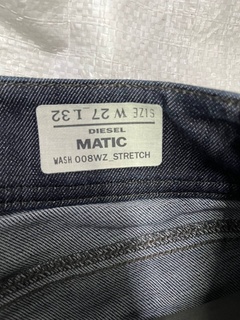 SIZE W 27 L 32
DIESEL
MATIC
WASH 008WZ_STRETCH